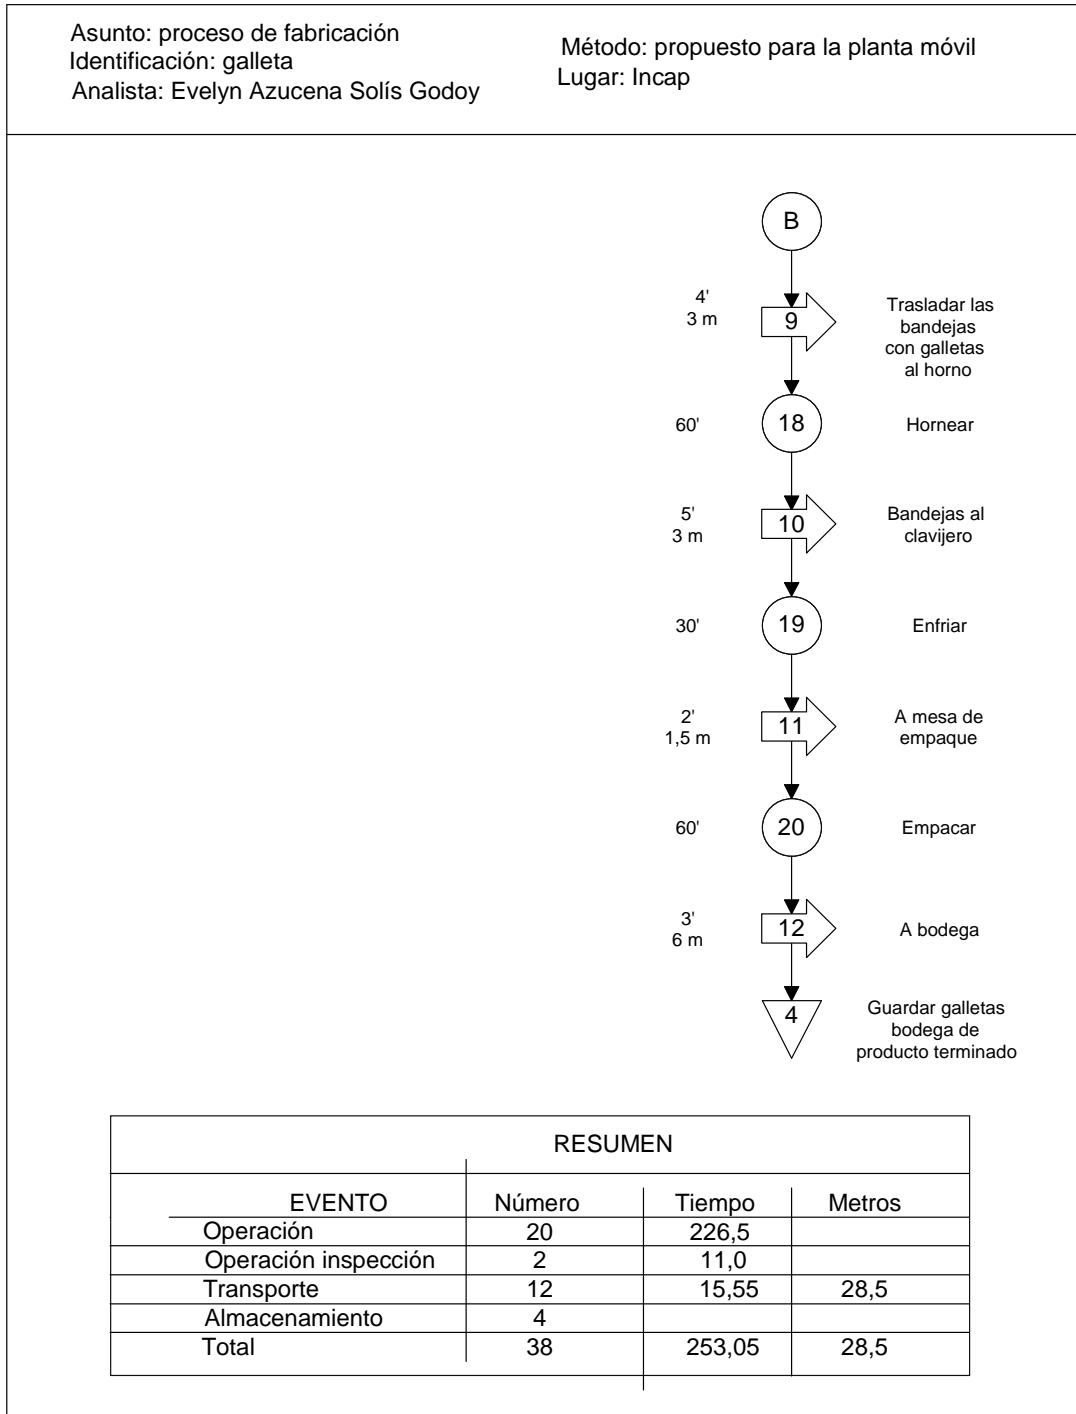 Asunto: proceso de fabricación
Identificación: galleta
Analista: Evelyn Azucena Solís Godoy
Método: propuesto para la planta móvil
Lugar: Incap
B
4'
3 m
9
Trasladar las
bandejas
con galletas
al horno
60'
18
Hornear
5'
3 m
10
Bandejas al
clavijero
30'
19
Enfriar
2'
1,5 m
11
A mesa de
empaque
60'
20
Empacar
3'
6 m
12
A bodega
4
Guardar galletas
bodega de
producto terminado
RESUMEN
EVENTO Número Tiempo Metros
Operación 20 226,5
Operación inspección 2 11,0
Transporte 12 15,55 28,5
Almacenamiento 4
Total 38 253,05 28,5